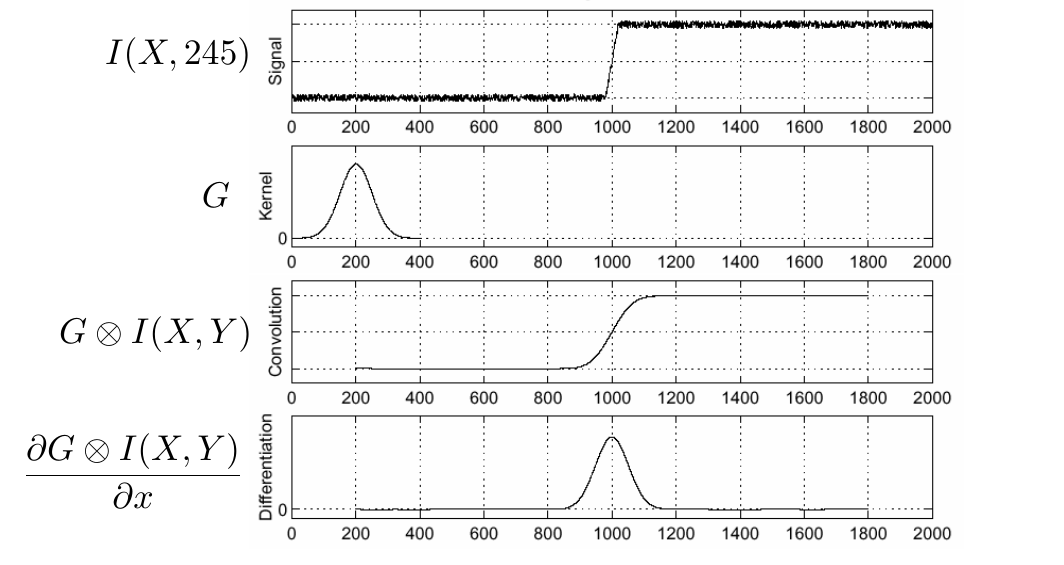 I(X, 245)
Signal
0 200 400 600 800 1000 1200 1400 1600 1800 2000
G
Kernel
0
0 200 400 600 800 1000 1200 1400 1600 1800 2000
G ⊗ I(X, Y)
Convolution
0 200 400 600 800 1000 1200 1400 1600 1800 2000
∂G ⊗ I(X, Y)
∂x
Differentiation
0
0 200 400 600 800 1000 1200 1400 1600 1800 2000